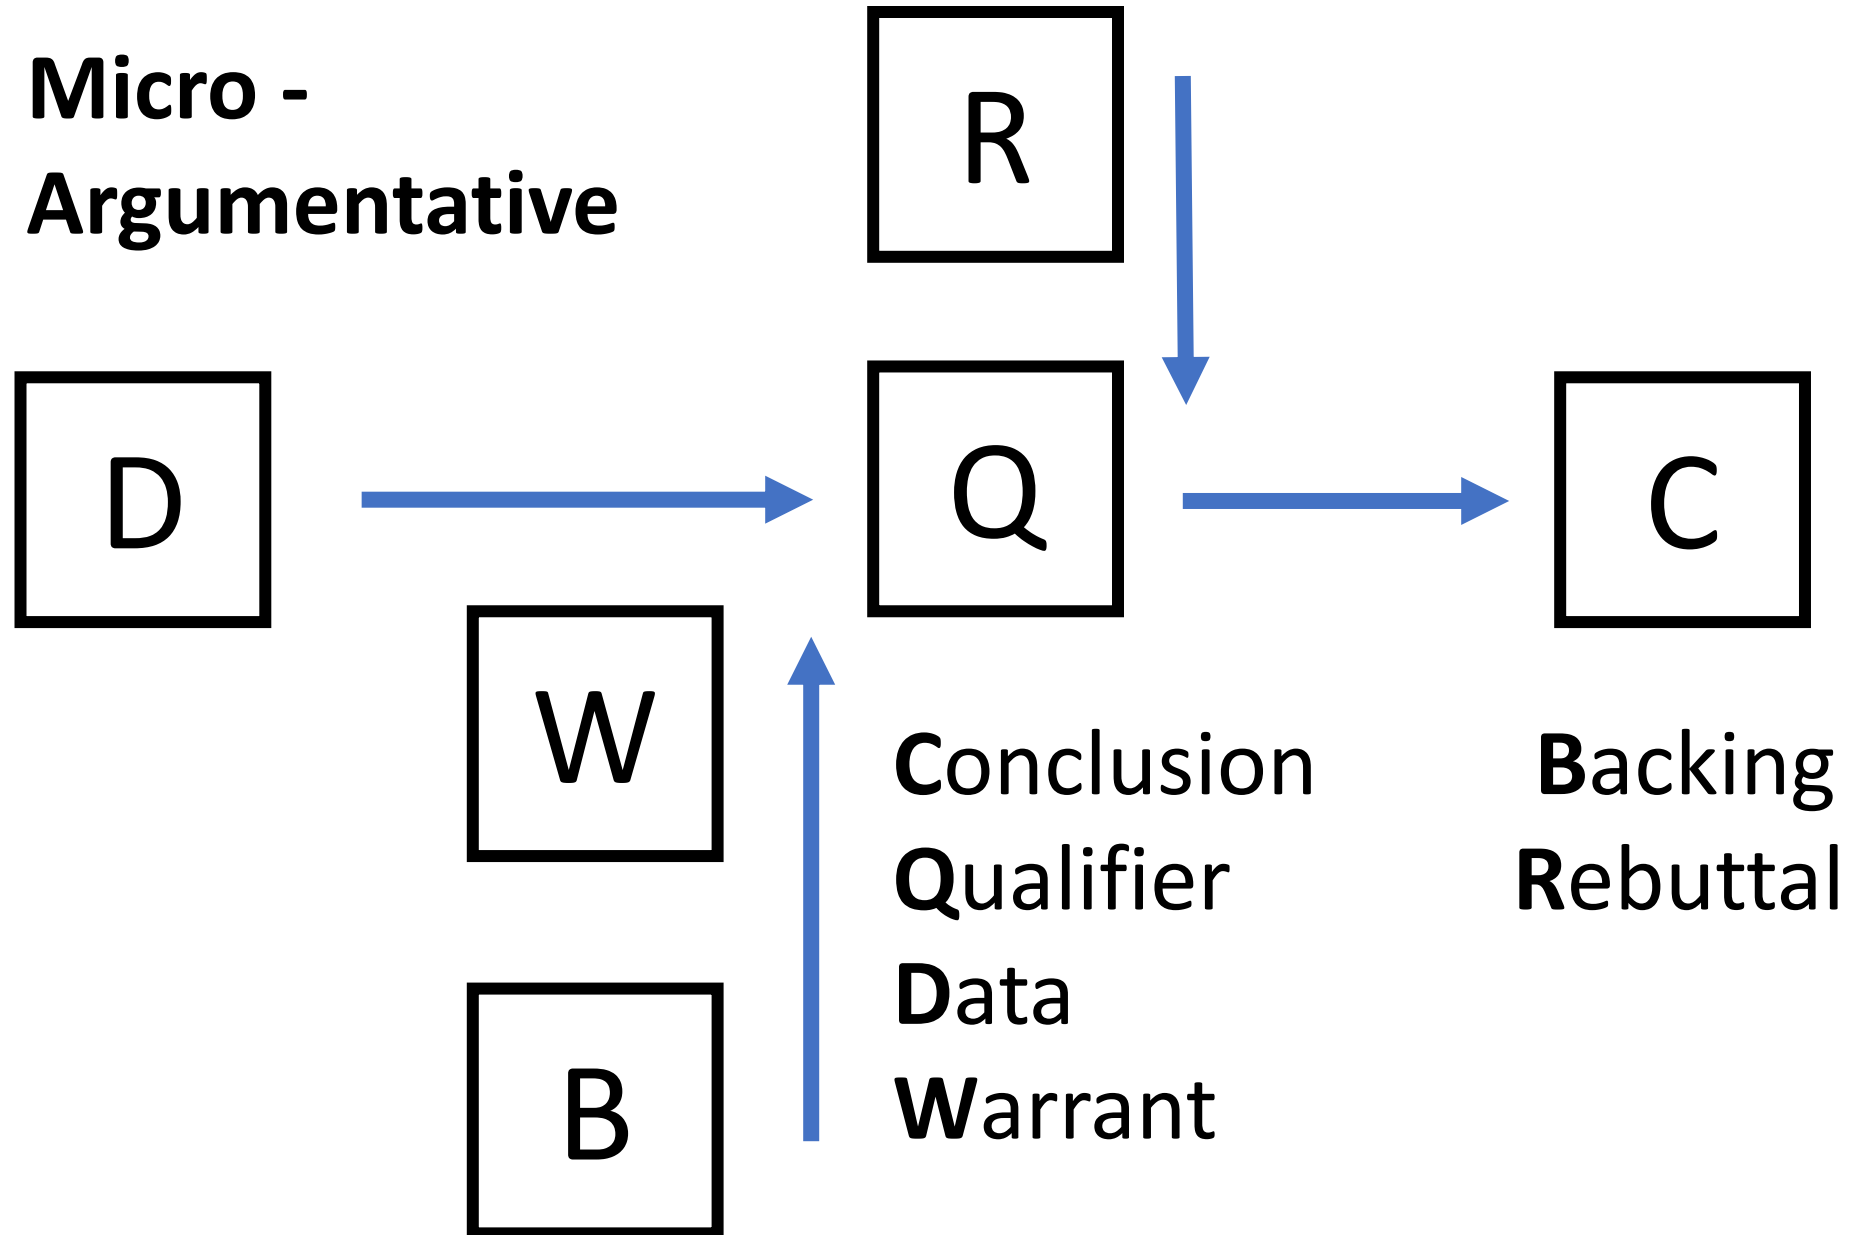 Micro -
Argumentative
R
D
Q
C
W
B
Conclusion
Qualifier
Data
Warrant
Backing
Rebuttal